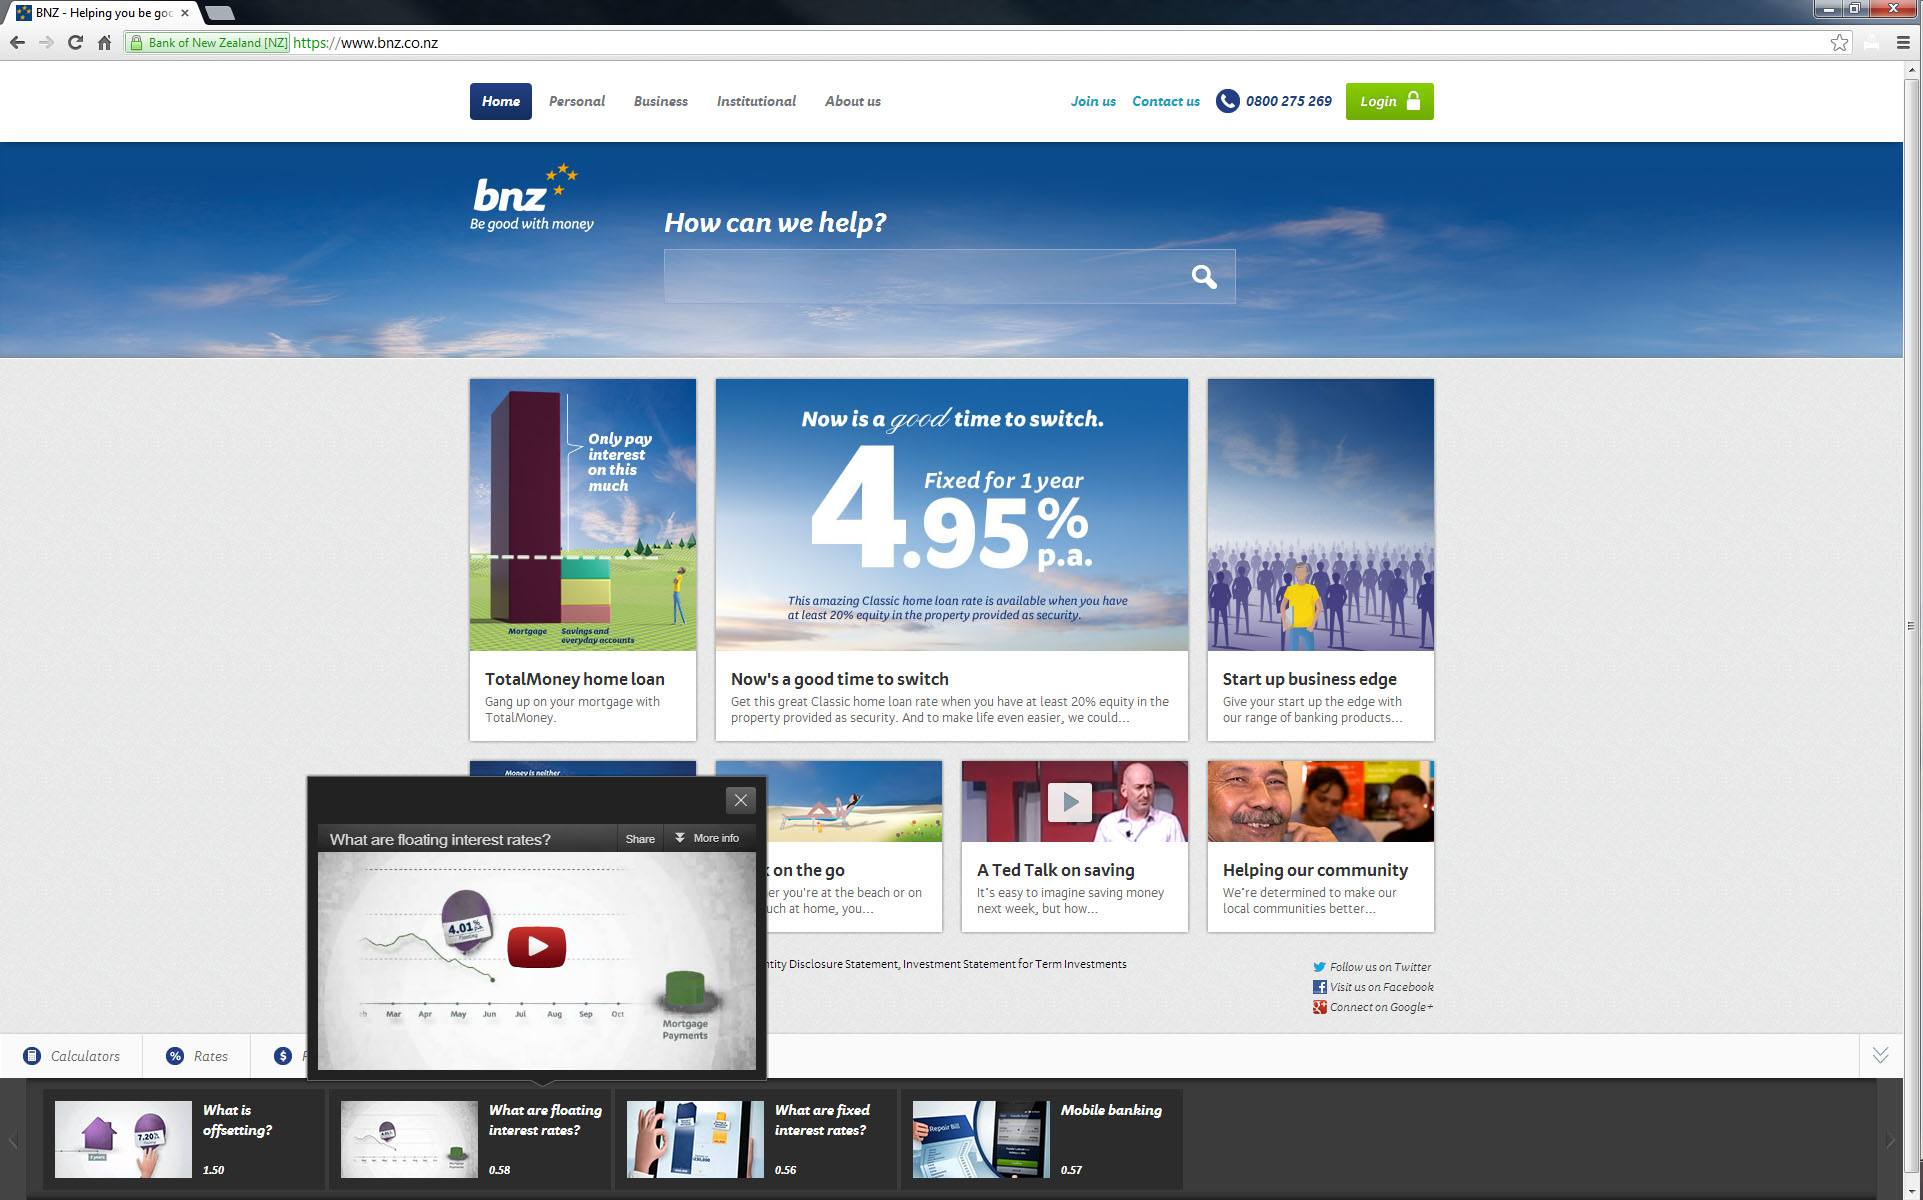 BNZ - Helping you be goo
Bank of New Zealand [NZ] https://www.bnz.co.nz
Home Personal Business Institutional About us Join us Contact us 0800 275 269 Login
bnz
Be good with money
How can we help?
Only pay
interest
on this
much
Mortgage
Savings and
everyday accounts
TotalMoney home loan
Gang up on your mortgage with
TotalMoney.
Now is a good time to switch.
Fixed for 1 year
4.95%
p.a.
This amazing Classic home loan rate is available when you have
at least 20% equity in the property provided as security.
Now's a good time to switch
Get this great Classic home loan rate when you have at least 20% equity in the
property provided as security. And to make life even easier, we could...
Start up business edge
Give your start up the edge with
our range of banking products...
Money is neither
on the go
er you're at the beach or on
uch at home, you...
TED
A Ted Talk on saving
It's easy to imagine saving money
next week, but how...
Helping our community
We're determined to make our
local communities better...
What are floating interest rates? Share More info
4.01%
p.a.
Floating
Mar Apr May Jun Jul Aug Sep Oct
Mortgage
Payments
ntity Disclosure Statement, Investment Statement for Term Investments
Follow us on Twitter
Visit us on Facebook
Connect on Google+
Calculators Rates
What is
offsetting?
1.50
7.20%
What are floating
interest rates?
0.58
What are fixed
interest rates?
0.56
Repair Bill
Mobile banking
0.57